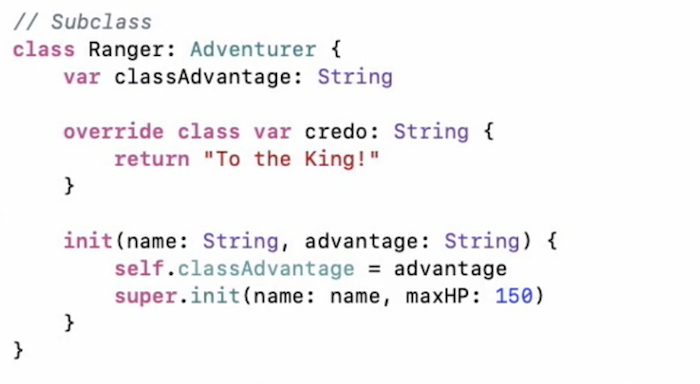 // Subclass
class Ranger: Adventurer {
    var classAdvantage: String

    override class var credo: String {
        return "To the King!"
    }

    init(name: String, advantage: String) {
        self.classAdvantage = advantage
        super.init(name: name, maxHP: 150)
    }
}